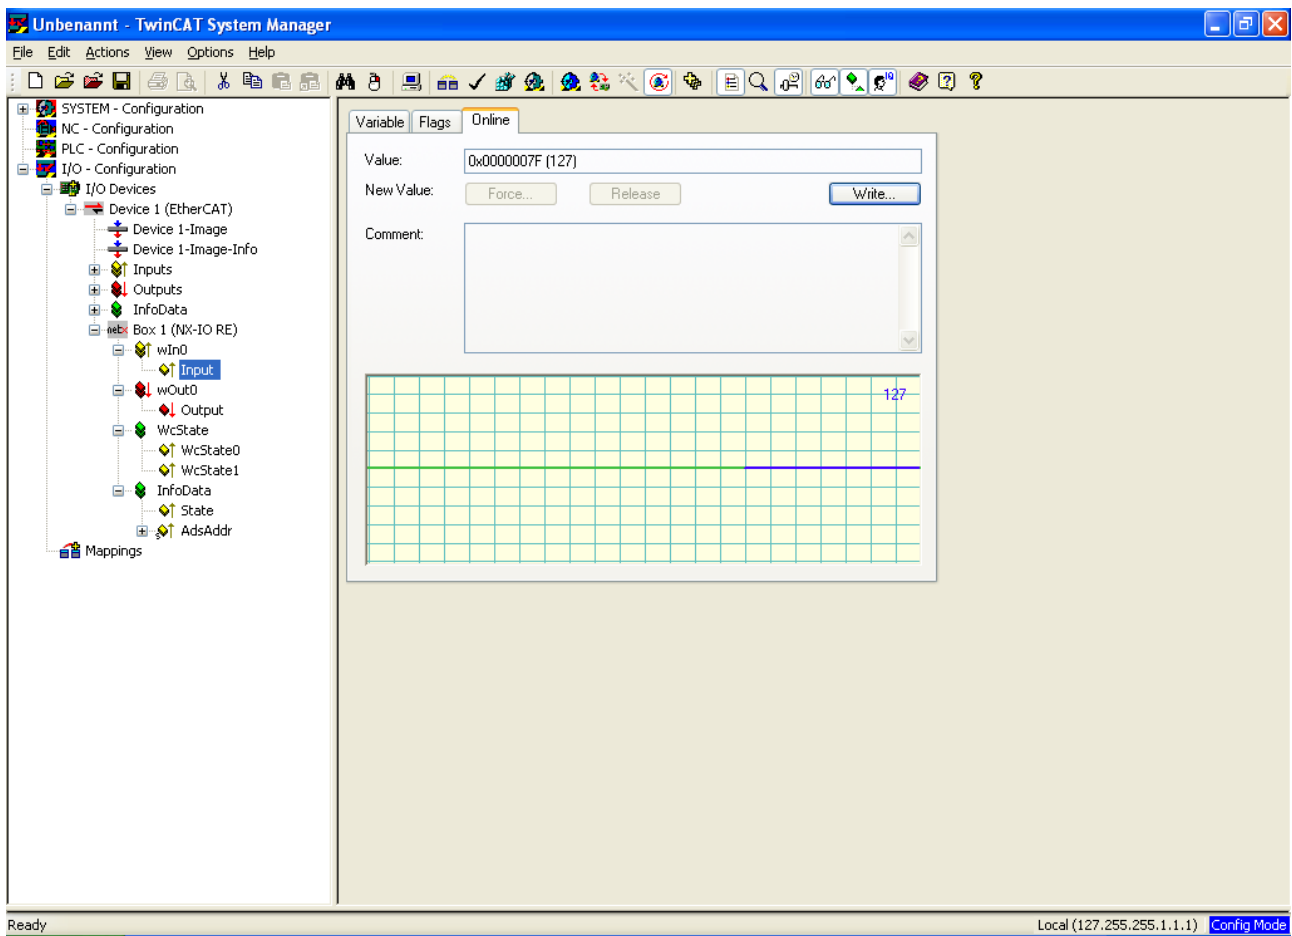 Unbenannt - TwinCAT System Manager
File Edit Actions View Options Help
SYSTEM - Configuration
NC - Configuration
PLC - Configuration
I/O - Configuration
I/O Devices
Device 1 (EtherCAT)
Device 1-Image
Device 1-Image-Info
Inputs
Outputs
InfoData
Box 1 (NX-IO RE)
wIn0
Input
wOut0
Output
WcState
WcState0
WcState1
InfoData
State
AdsAddr
Mappings
Variable Flags Online
Value: 0x0000007F (127)
New Value: Force... Release Write...
Comment:
127
Ready Local (127.255.255.1.1.1) Config Mode